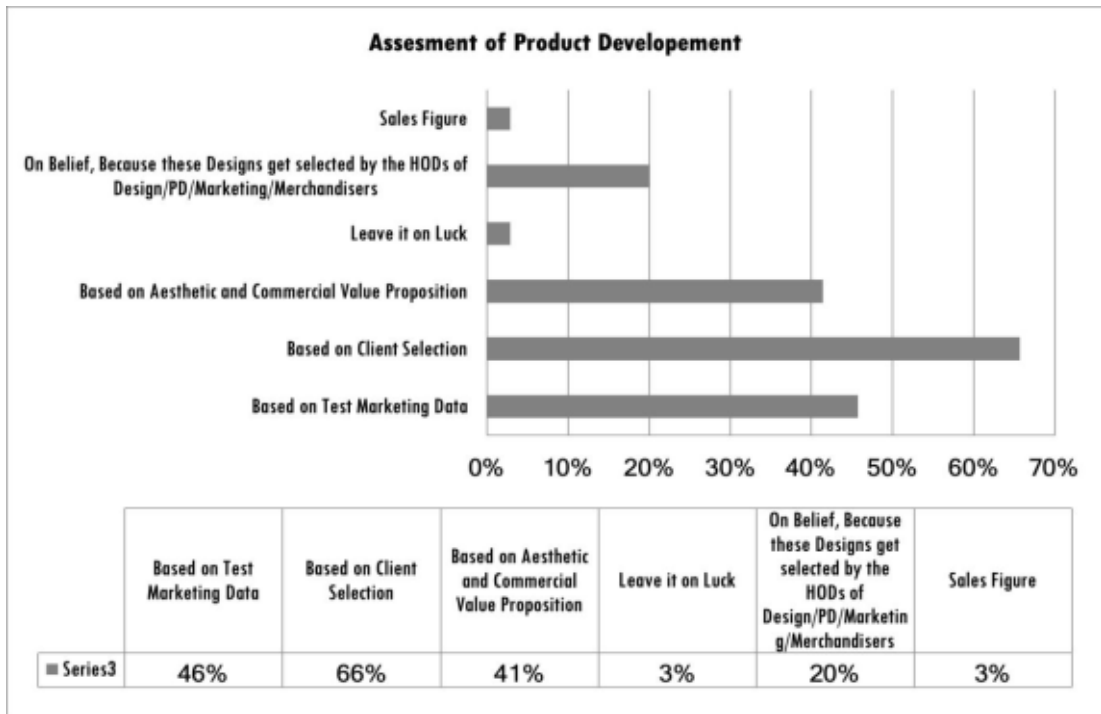 Assesment of Product Developement
Sales Figure
On Belief, Because these Designs get selected by the HODs of
Design/PD/Marketing/Merchandisers
Leave it on Luck
Based on Aesthetic and Commercial Value Proposition
Based on Client Selection
Based on Test Marketing Data
0% 10% 20% 30% 40% 50% 60% 70%
Based on Test
Marketing Data
Based on Client
Selection
Based on Aesthetic
and Commercial
Value Proposition
Leave it on Luck
On Belief, Because
these Designs get
selected by the
HODs of
Design/PD/Marketin
g/Merchandisers
Sales Figure
Series3 46% 66% 41% 3% 20% 3%